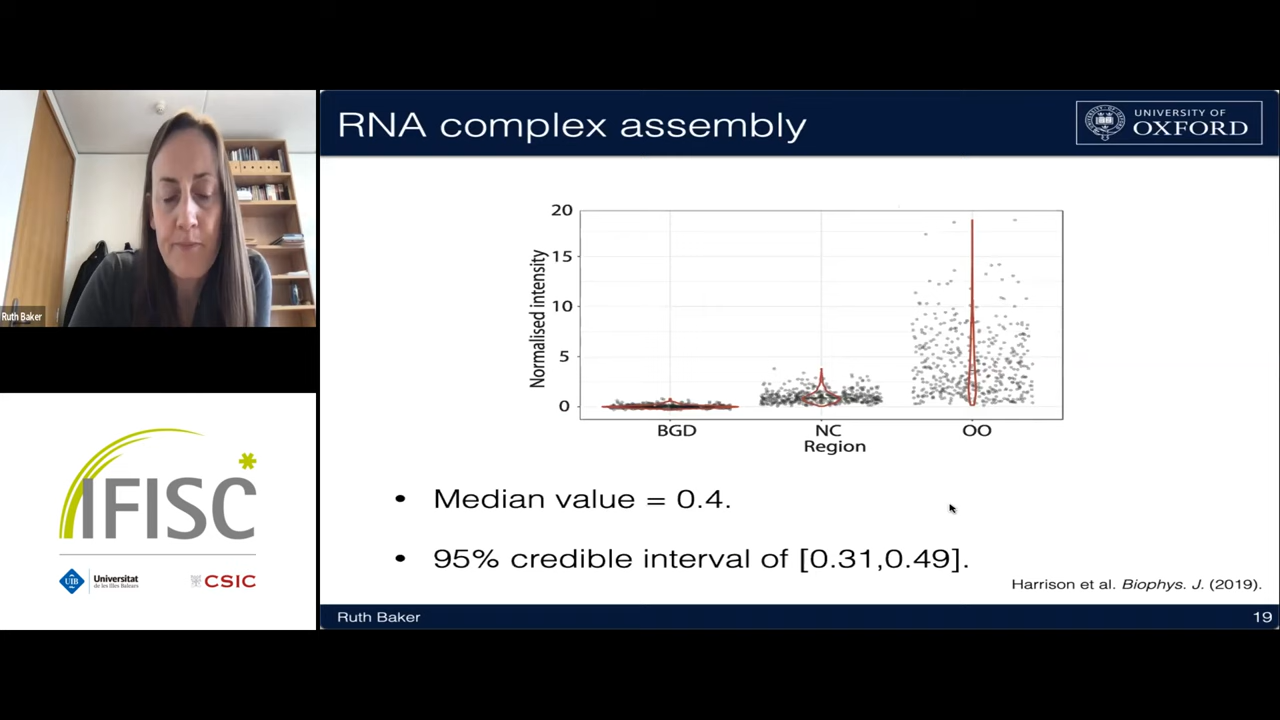 RNA complex assembly
UNIVERSITY OF
OXFORD
Ruth Baker
20
15
10
5
0
Normalised intensity
BGD
NC
OO
Region
• Median value = 0.4.
• 95% credible interval of [0.31,0.49].
Harrison et al. Biophys. J. (2019).
Ruth Baker
19
IFISC
UIB
Universitat
de les Illes Balears
CSIC